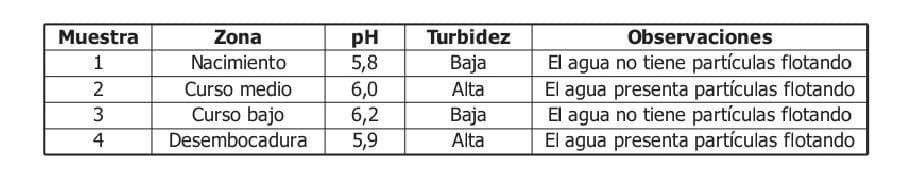 Muestra Zona pH Turbidez Observaciones
1 Nacimiento 5,8 Baja El agua no tiene partículas flotando
2 Curso medio 6,0 Alta El agua presenta partículas flotando
3 Curso bajo 6,2 Baja El agua no tiene partículas flotando
4 Desembocadura 5,9 Alta El agua presenta partículas flotando